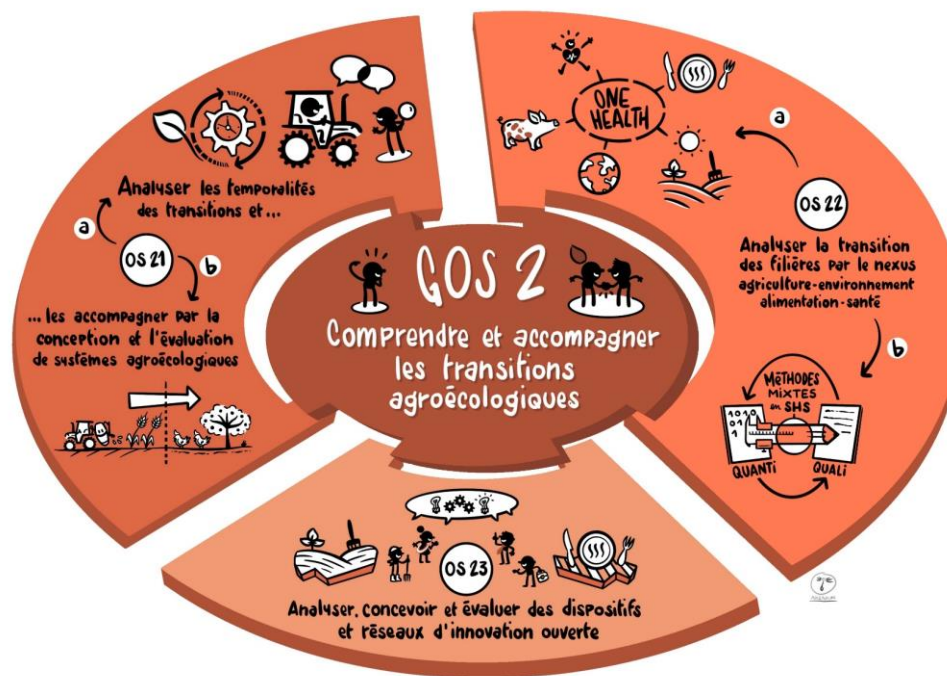 GOS 2
Comprendre et accompagner
les transitions
agroécologiques
a
Analyser les temporalités
des transitions et ...
OS 21
b
... les accompagner par la
conception et l'évaluation
de systèmes agroécologiques
ONE
HEALTH
a
OS 22
Analyser la transition
des filières par le nexus
agriculture-environnement
alimentation-santé
b
MÉTHODES
MIXTES
en SHS
1010
01
1
QUANTI
QUALI
OS 23
Analyser, concevoir et évaluer des dispositifs
et réseaux d'innovation ouverte